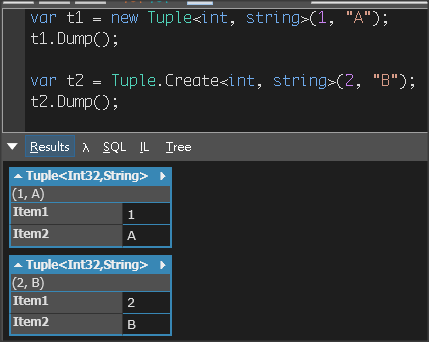 var t1 = new Tuple<int, string>(1, "A");
t1.Dump();
var t2 = Tuple.Create<int, string>(2, "B");
t2.Dump();
▼ Results λ SQL IL Tree
Tuple<Int32,String>
(1, A)
Item1 1
Item2 A
Tuple<Int32,String>
(2, B)
Item1 2
Item2 B